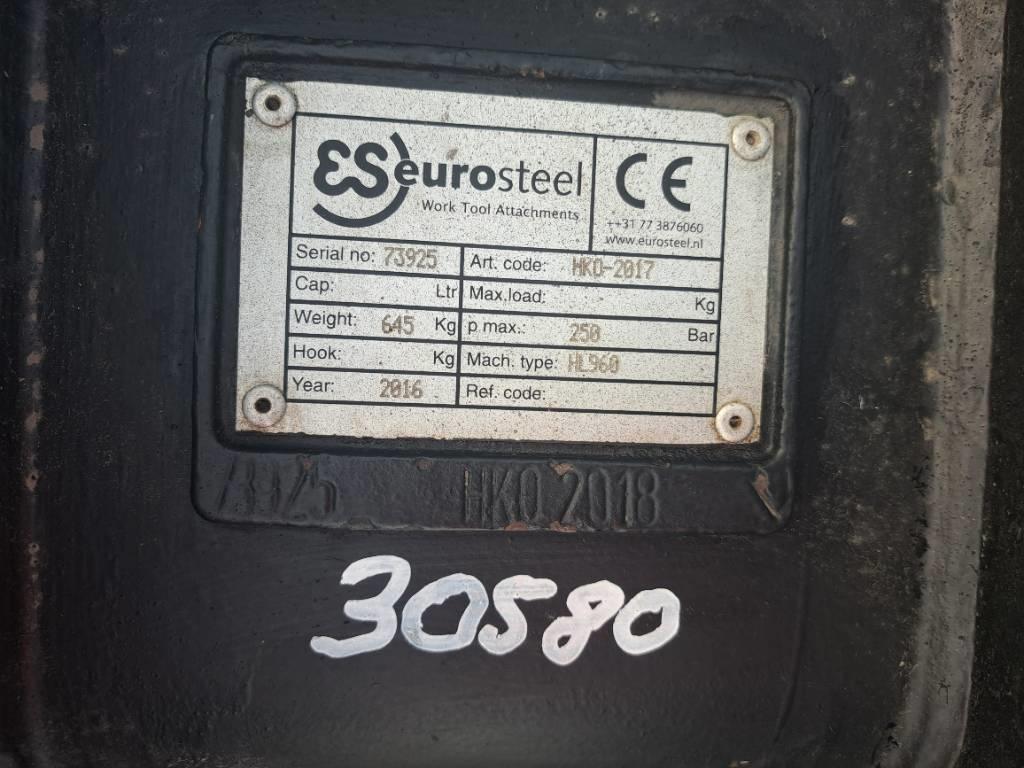 ES eurosteel
Work Tool Attachments
CE
++31 77 3876060
www.eurosteel.nl
Serial no: 73925 Art. code: HKO-2017
Cap: Ltr Max.load: Kg
Weight: 645 Kg p max.: 250 Bar
Hook: Kg Mach. type: HL960
Year: 2016 Ref. code:
73925 HKO 2018
30580